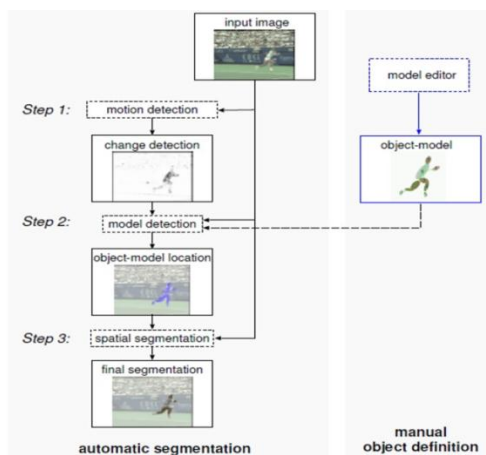 input image
model editor
Step 1:
motion detection
change detection
object-model
Step 2:
model detection
object-model location
Step 3:
spatial segmentation
final segmentation
automatic segmentation
manual
object definition